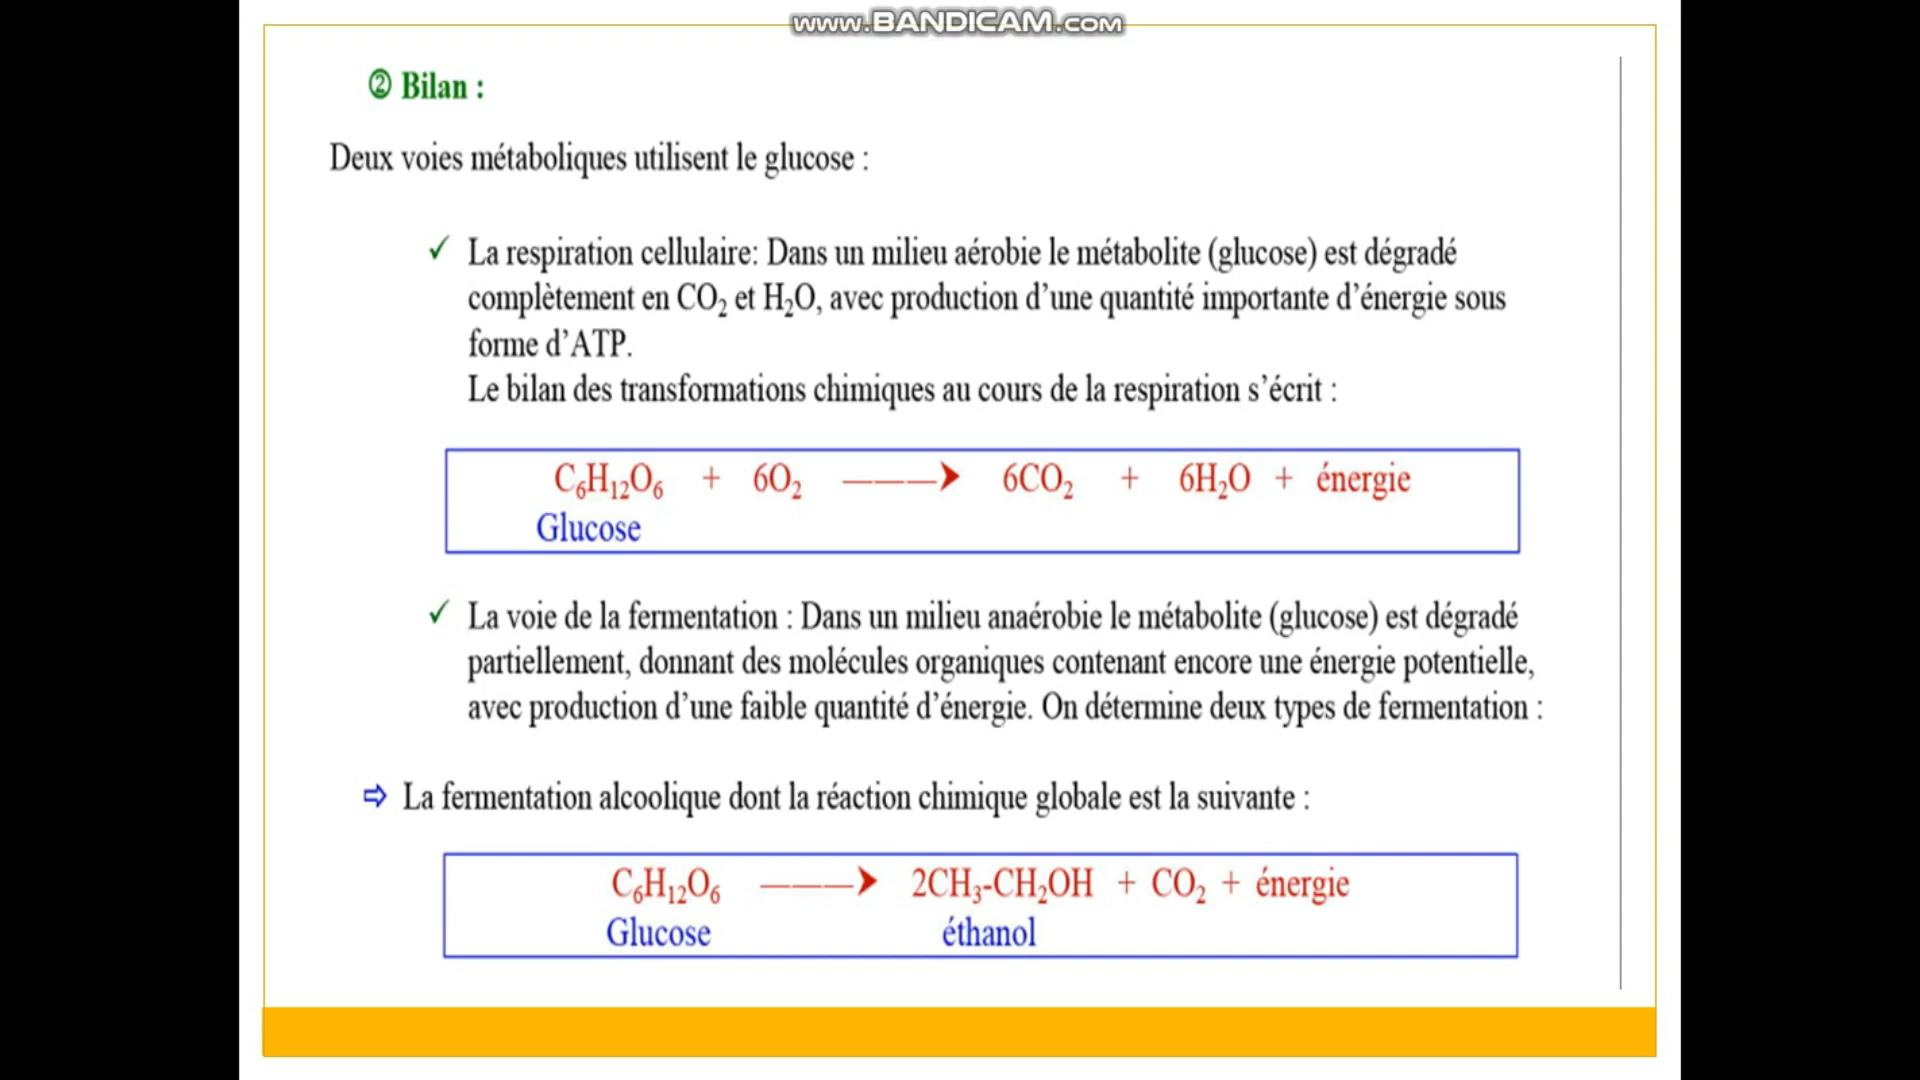 www.BANDICAM.com
② Bilan :
Deux voies métaboliques utilisent le glucose :
✓ La respiration cellulaire: Dans un milieu aérobie le métabolite (glucose) est dégradé
complètement en CO₂ et H₂O, avec production d’une quantité importante d’énergie sous
forme d’ATP.
Le bilan des transformations chimiques au cours de la respiration s’écrit :
C₆H₁₂O₆ + 6O₂ ———➤ 6CO₂ + 6H₂O + énergie
Glucose
✓ La voie de la fermentation : Dans un milieu anaérobie le métabolite (glucose) est dégradé
partiellement, donnant des molécules organiques contenant encore une énergie potentielle,
avec production d’une faible quantité d’énergie. On détermine deux types de fermentation :
⇨ La fermentation alcoolique dont la réaction chimique globale est la suivante :
C₆H₁₂O₆ ———➤ 2CH₃-CH₂OH + CO₂ + énergie
Glucose éthanol